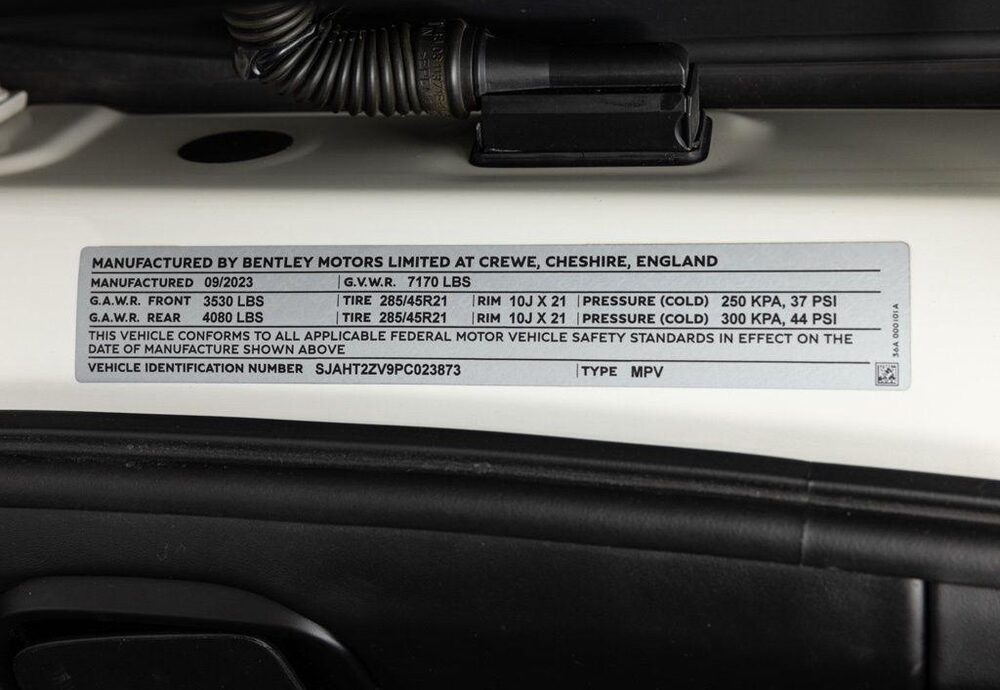 MANUFACTURED BY BENTLEY MOTORS LIMITED AT CREWE, CHESHIRE, ENGLAND
MANUFACTURED 09/2023 G.V.W.R. 7170 LBS
G.A.W.R. FRONT 3530 LBS TIRE 285/45R21 RIM 10J X 21 PRESSURE (COLD) 250 KPA, 37 PSI
G.A.W.R. REAR 4080 LBS TIRE 285/45R21 RIM 10J X 21 PRESSURE (COLD) 300 KPA, 44 PSI
THIS VEHICLE CONFORMS TO ALL APPLICABLE FEDERAL MOTOR VEHICLE SAFETY STANDARDS IN EFFECT ON THE
DATE OF MANUFACTURE SHOWN ABOVE
VEHICLE IDENTIFICATION NUMBER SJAHT2ZV9PC023873 TYPE MPV
36A 000101A